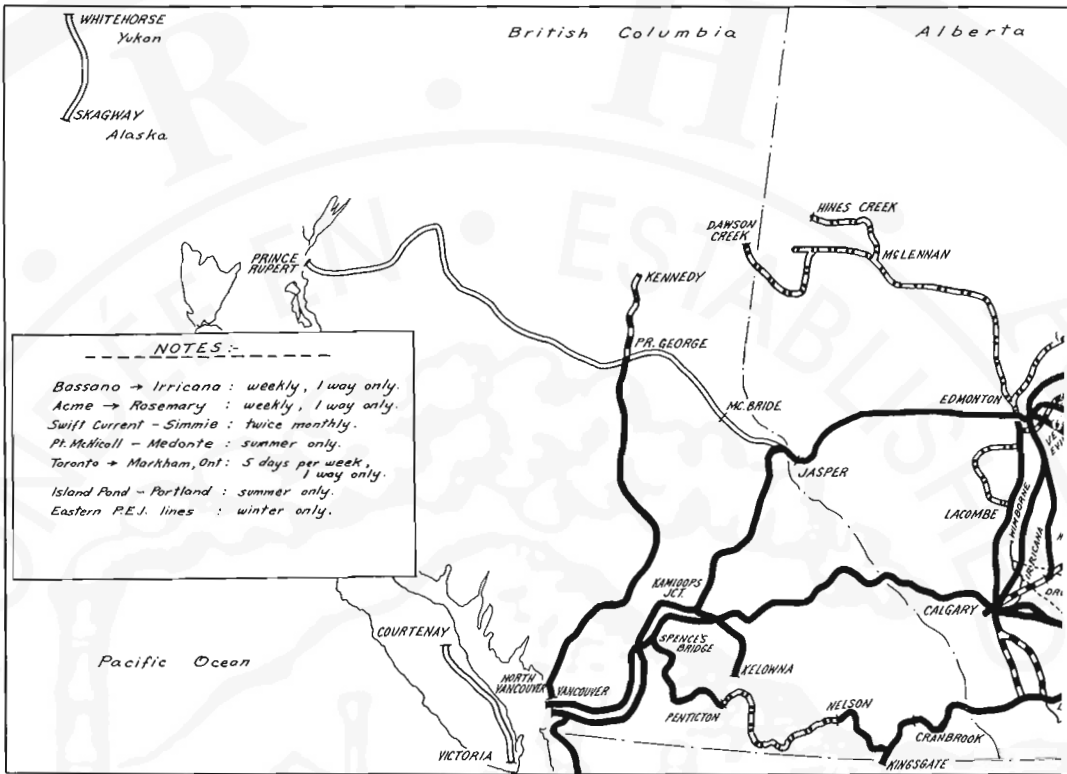 WHITEHORSE
Yukon
British Columbia
Alberta
SKAGWAY
Alaska
HINES CREEK
DAWSON
CREEK
McLENNAN
PRINCE
RUPERT
KENNEDY
PR. GEORGE
MC.BRIDE
EDMONTON
JASPER
LACOMBE
WIMBORNE
IRRICANA
NOTES:-
Bassano → Irricana : weekly, 1 way only.
Acme → Rosemary : weekly, 1 way only.
Swift Current - Simmie : twice monthly.
Pt. McNicoll - Medonte : summer only.
Toronto → Markham, Ont : 5 days per week,
1 way only.
Island Pond - Portland : summer only.
Eastern P.E.I. lines : winter only.
KAMLOOPS
JCT.
CALGARY
COURTENAY
SPENCE'S
BRIDGE
Pacific Ocean
KELOWNA
NORTH
VANCOUVER
VANCOUVER
PENTICTON
NELSON
CRANBROOK
VICTORIA
KINGSGATE
R · H
ESTABLISHED
EN